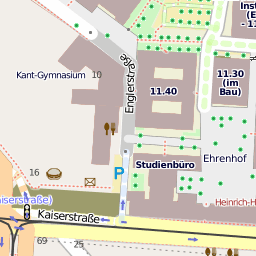 Inst
(E
- 11
Englerstraße
Kant-Gymnasium
10
11.30
(im
Bau)
11.40
Studienbüro
Ehrenhof
16
P
Kaiserstraße)
Heinrich-H
Kaiserstraße
69
25